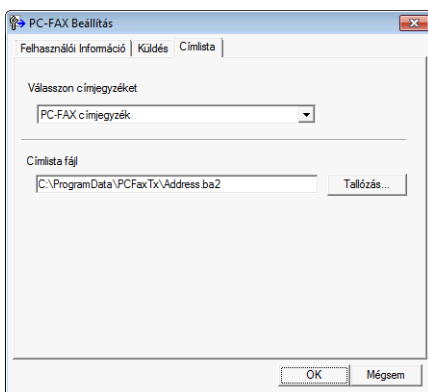 PC-FAX Beállítás
Felhasználói Információ Küldés Címlista
Válasszon címjegyzéket
PC-FAX címjegyzék
Címlista fájl
C:\ProgramData\PCFaxTx\Address.ba2 Tallózás...
OK Mégsem